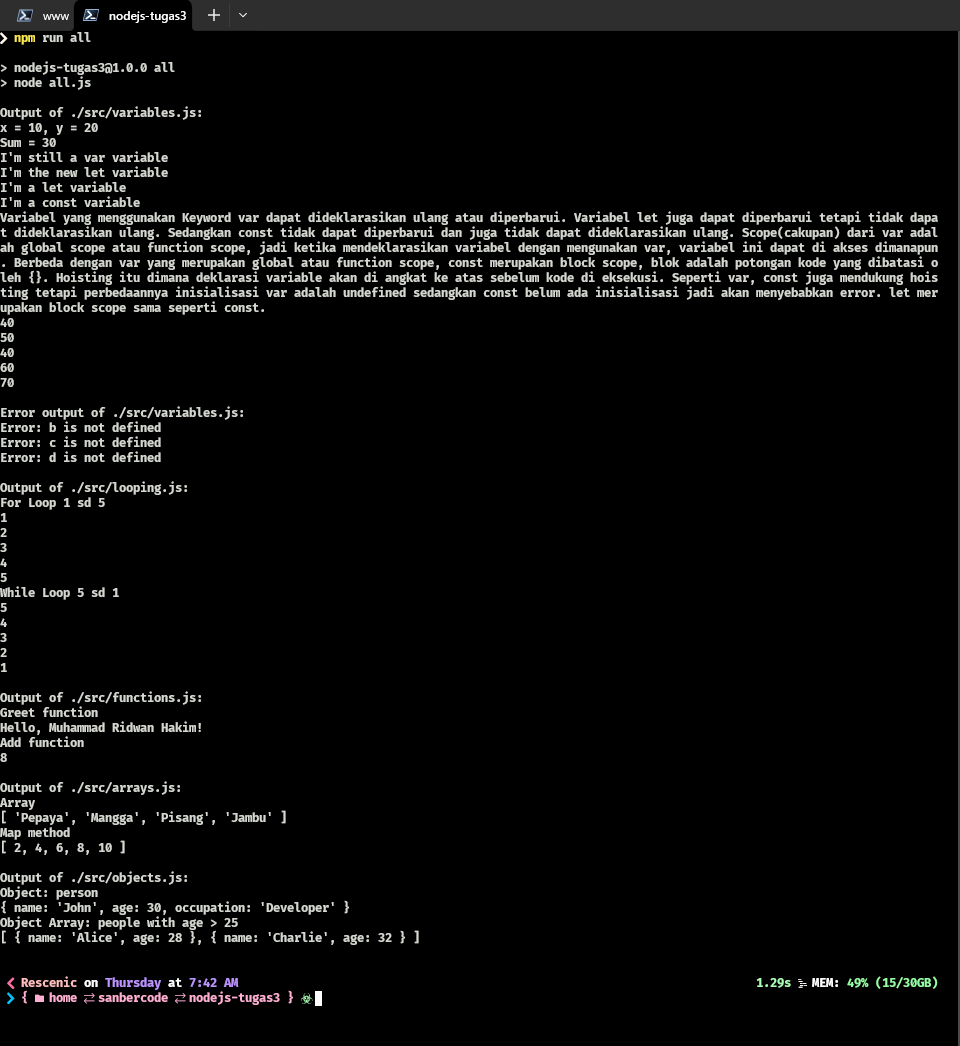 www
nodejs-tugas3
npm run all
> nodejs-tugas3@1.0.0 all
> node all.js
Output of ./src/variables.js:
x = 10, y = 20
Sum = 30
I'm still a var variable
I'm the new let variable
I'm a let variable
I'm a const variable
Variabel yang menggunakan Keyword var dapat dideklarasikan ulang atau diperbarui. Variabel let juga dapat diperbarui tetapi tidak dapa
t dideklarasikan ulang. Sedangkan const tidak dapat diperbarui dan juga tidak dapat dideklarasikan ulang. Scope(cakupan) dari var adal
ah global scope atau function scope, jadi ketika mendeklarasikan variabel dengan mengunakan var, variabel ini dapat di akses dimanapun
. Berbeda dengan var yang merupakan global atau function scope, const merupakan block scope, blok adalah potongan kode yang dibatasi o
leh {}. Hoisting itu dimana deklarasi variable akan di angkat ke atas sebelum kode di eksekusi. Seperti var, const juga mendukung hois
ting tetapi perbedaannya inisialisasi var adalah undefined sedangkan const belum ada inisialisasi jadi akan menyebabkan error. let mer
upakan block scope sama seperti const.
40
50
40
60
70
Error output of ./src/variables.js:
Error: b is not defined
Error: c is not defined
Error: d is not defined
Output of ./src/looping.js:
For Loop 1 sd 5
1
2
3
4
5
While Loop 5 sd 1
5
4
3
2
1
Output of ./src/functions.js:
Greet function
Hello, Muhammad Ridwan Hakim!
Add function
8
Output of ./src/arrays.js:
Array
[ 'Pepaya', 'Mangga', 'Pisang', 'Jambu' ]
Map method
[ 2, 4, 6, 8, 10 ]
Output of ./src/objects.js:
Object: person
{ name: 'John', age: 30, occupation: 'Developer' }
Object Array: people with age > 25
[ { name: 'Alice', age: 28 }, { name: 'Charlie', age: 32 } ]
Rescenic on Thursday at 7:42 AM 1.29s MEM: 49% (15/30GB)
{ home ⇄ sanbercode ⇄ nodejs-tugas3 }